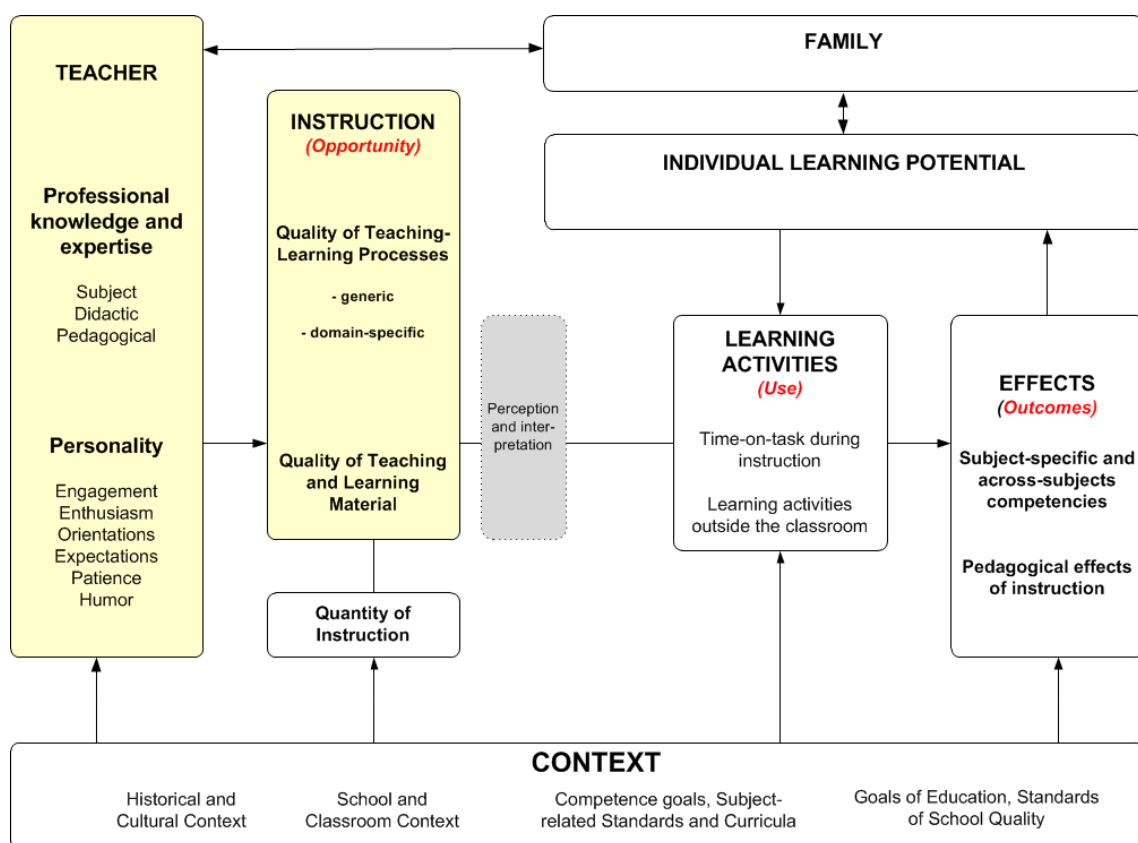 TEACHER
Professional
knowledge and
expertise
Subject
Didactic
Pedagogical
Personality
Engagement
Enthusiasm
Orientations
Expectations
Patience
Humor
INSTRUCTION
(Opportunity)
Quality of Teaching-
Learning Processes
- generic
- domain-specific
Quality of Teaching
and Learning
Material
Quantity of
Instruction
Perception
and inter-
pretation
FAMILY
INDIVIDUAL LEARNING POTENTIAL
LEARNING
ACTIVITIES
(Use)
Time-on-task during
instruction
Learning activities
outside the classroom
EFFECTS
(Outcomes)
Subject-specific and
across-subjects
competencies
Pedagogical effects
of instruction
CONTEXT
Historical and
Cultural Context
School and
Classroom Context
Competence goals, Subject-
related Standards and Curricula
Goals of Education, Standards
of School Quality